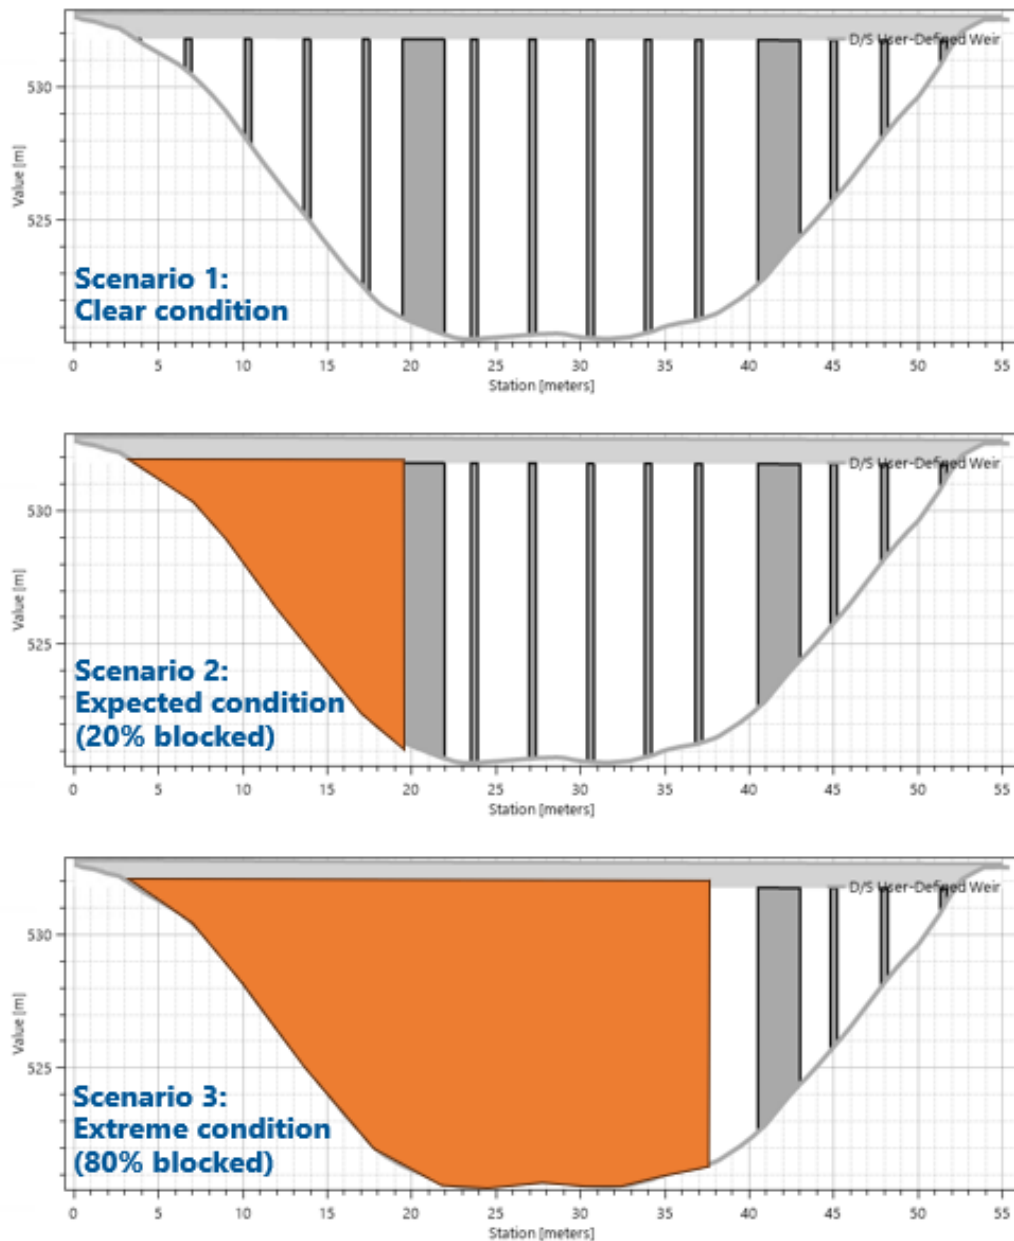 D/S User-Defined Weir
530
525
Value [m]
Scenario 1:
Clear condition
0 5 10 15 20 25 30 35 40 45 50 55
Station [meters]
D/S User-Defined Weir
530
525
Value [m]
Scenario 2:
Expected condition
(20% blocked)
0 5 10 15 20 25 30 35 40 45 50 55
Station [meters]
D/S User-Defined Weir
530
525
Value [m]
Scenario 3:
Extreme condition
(80% blocked)
0 5 10 15 20 25 30 35 40 45 50 55
Station [meters]